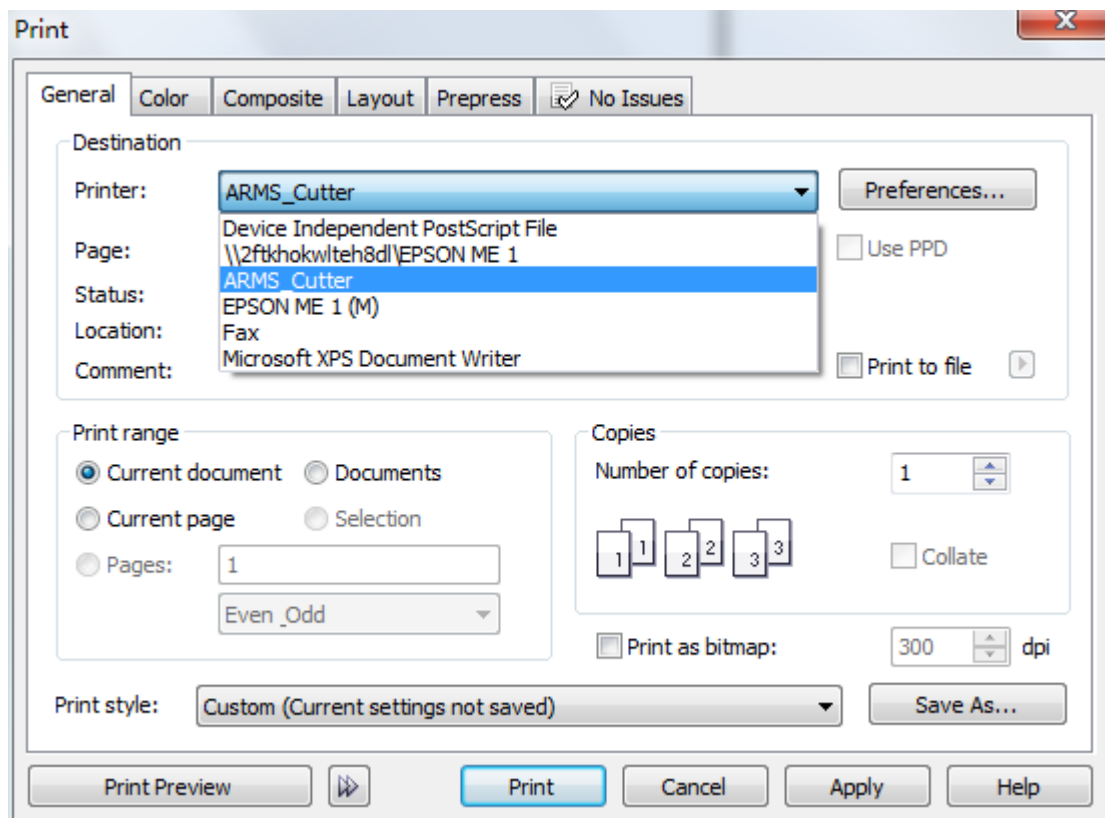 Print
X
General Color Composite Layout Prepress No Issues
Destination
Printer: ARMS_Cutter Preferences...
Device Independent PostScript File
Page: \\2ftkhokwlteh8dl\EPSON ME 1 Use PPD
ARMS_Cutter
Status:
EPSON ME 1 (M)
Location:
Fax
Microsoft XPS Document Writer
Comment: Print to file
Print range Copies
Current document Documents Number of copies: 1
Current page Selection
1 1 2 2 3 3
Pages: 1 Collate
Even _Odd
Print as bitmap: 300 dpi
Print style: Custom (Current settings not saved) Save As...
Print Preview Print Cancel Apply Help